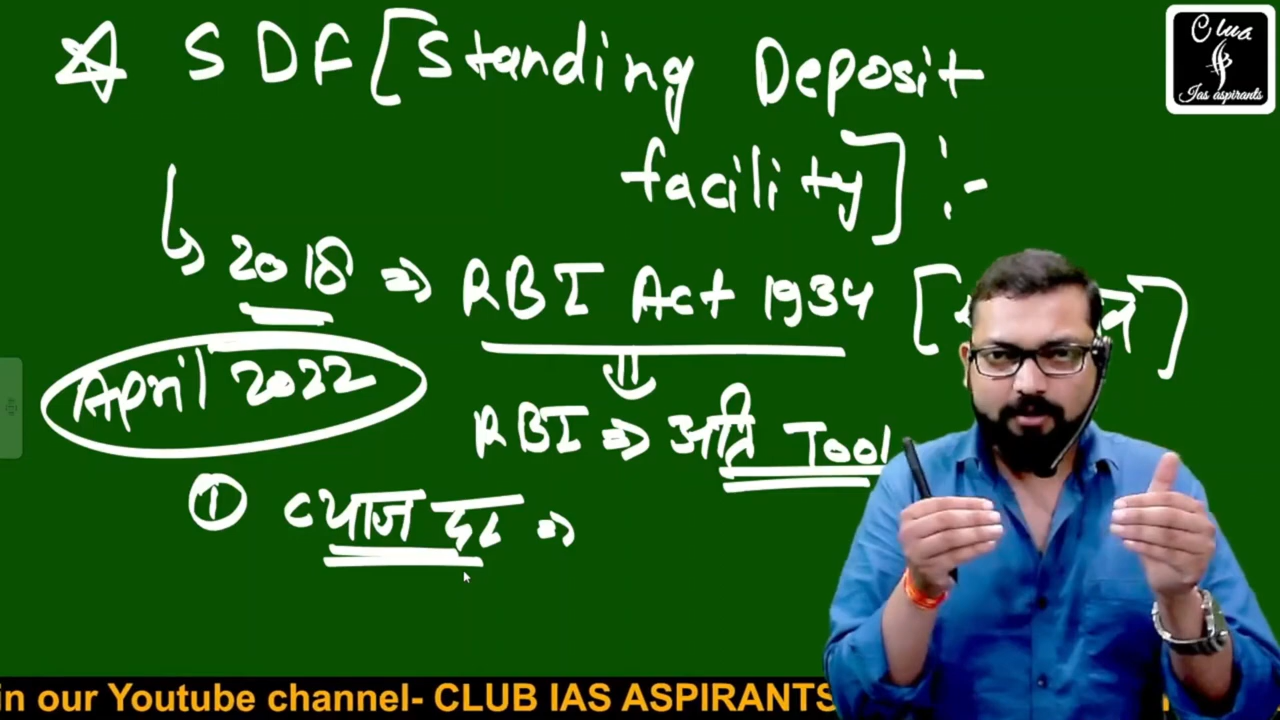 ☆ SDF [Standing Deposit
facility] :-
↳ 2018 ⇒ RBI Act 1934 [
April 2022
RBI ⇒ अति Tool
① ब्याज दर ⇒
Club
Ias aspirants
in our Youtube channel- CLUB IAS ASPIRANTS